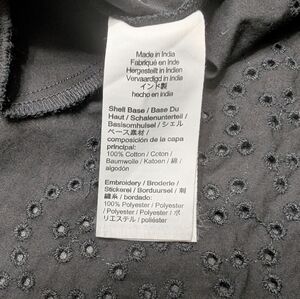 Made in India
Fabriqué en Inde
Hergestellt in Indien
Vervaardigd in India
インド製
hecho en india
Shell Base / Base Du
Haut / Schalenunterteil /
Basisomhulsel / シェル
ベース素材 /
composición de la capa
principal:
100% Cotton / Coton /
Baumwolle / Katoen / 綿 /
algodón
Embroidery / Broderie /
Stickerei / Borduursel / 刺
繍糸 / bordado:
100% Polyester / Polyester
/ Polyester / Polyester / ポ
リエステル / poliéster